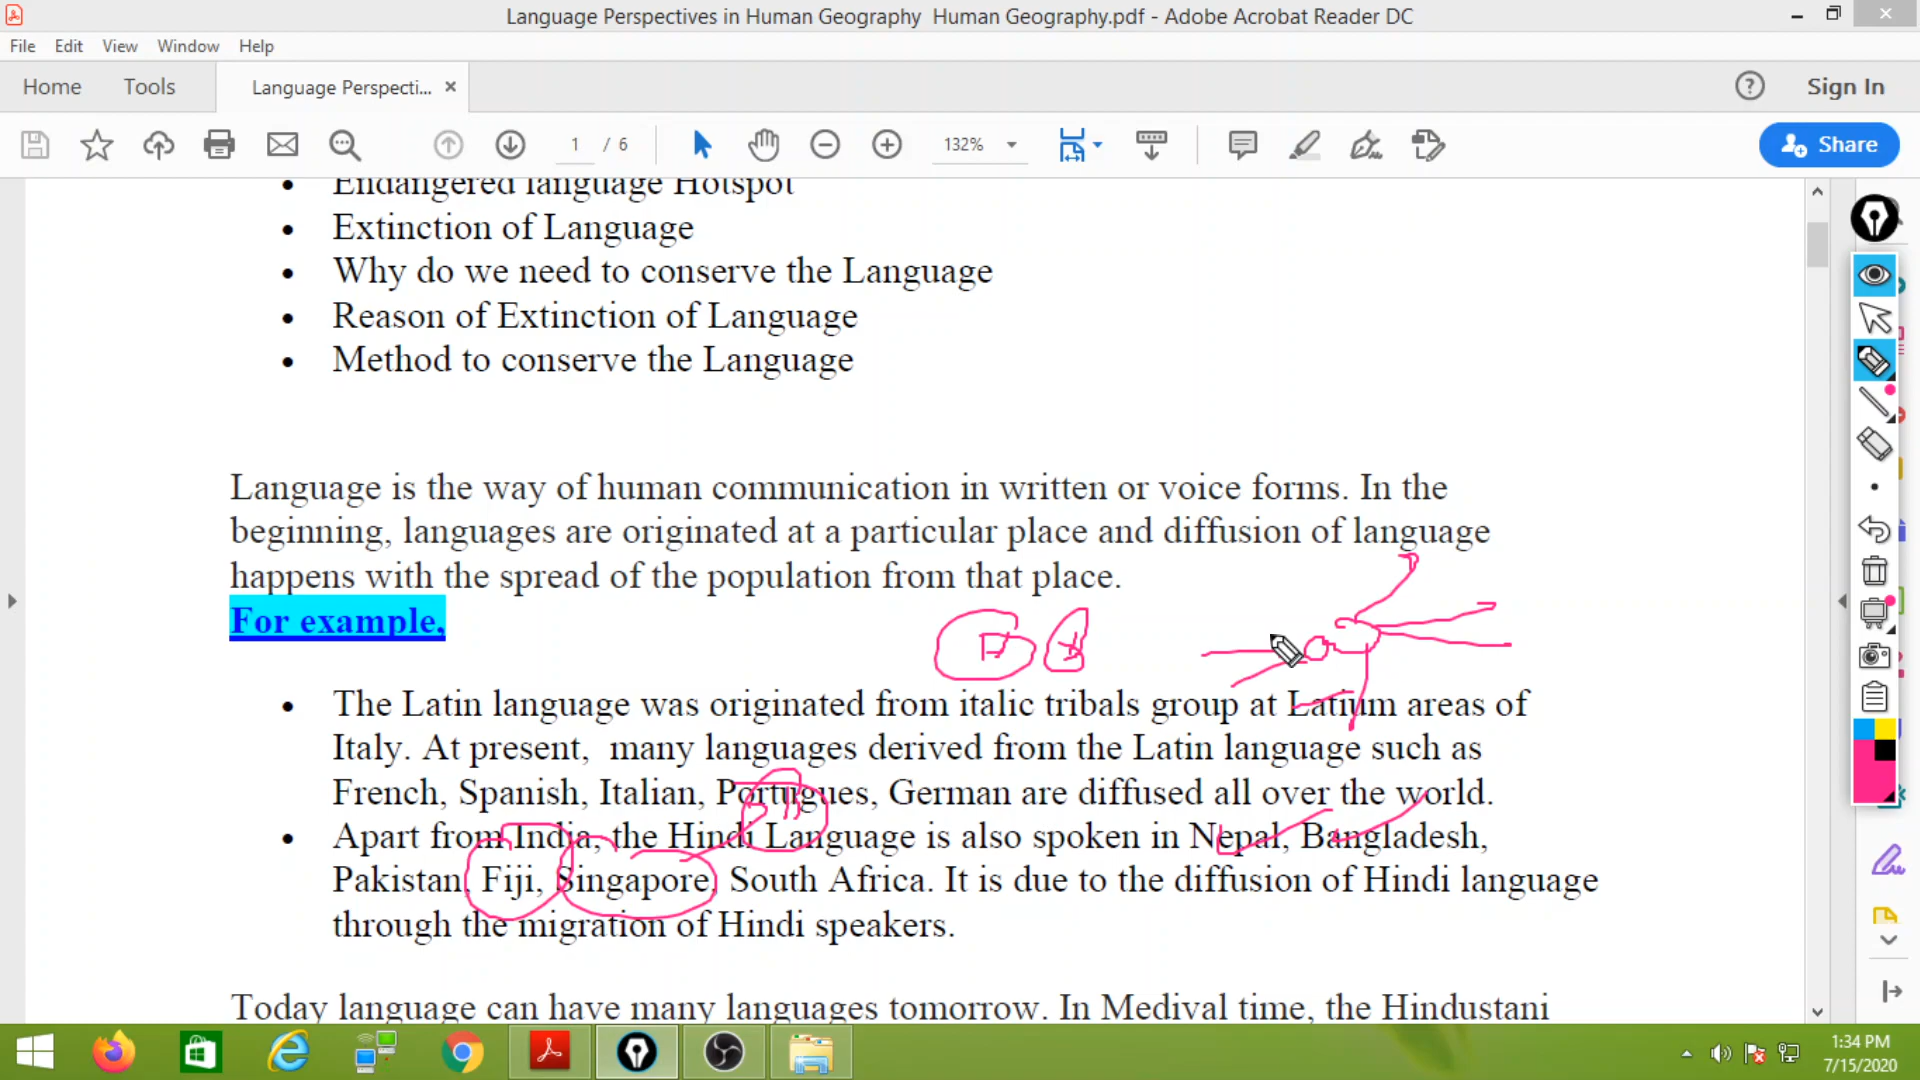 Language Perspectives in Human Geography  Human Geography.pdf - Adobe Acrobat Reader DC
File Edit View Window Help
Home Tools Language Perspecti... × Sign In
1 / 6 132% Share
Endangered language Hotspot
Extinction of Language
Why do we need to conserve the Language
Reason of Extinction of Language
Method to conserve the Language
Language is the way of human communication in written or voice forms. In the
beginning, languages are originated at a particular place and diffusion of language
happens with the spread of the population from that place.
For example,
The Latin language was originated from italic tribals group at Latium areas of
Italy. At present,  many languages derived from the Latin language such as
French, Spanish, Italian, Portugues, German are diffused all over the world.
Apart from India, the Hindi Language is also spoken in Nepal, Bangladesh,
Pakistan, Fiji, Singapore, South Africa. It is due to the diffusion of Hindi language
through the migration of Hindi speakers.
Today language can have many languages tomorrow. In Medival time, the Hindustani
1:34 PM
7/15/2020